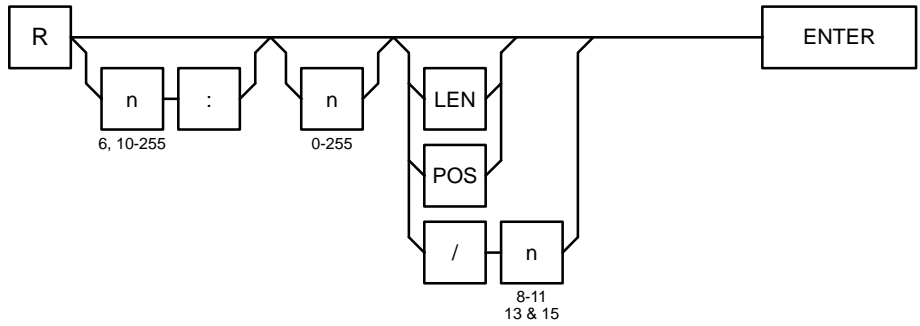 R
ENTER
n
:
n
LEN
6, 10-255
0-255
POS
/
n
8-11
13 & 15